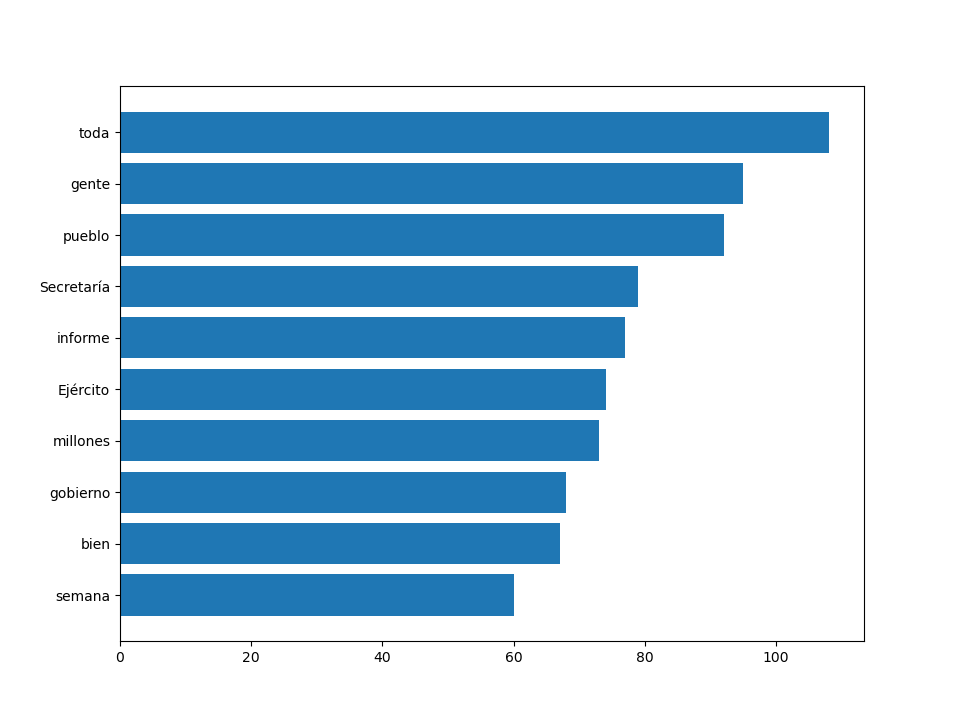 toda
gente
pueblo
Secretaría
informe
Ejército
millones
gobierno
bien
semana
0 20 40 60 80 100